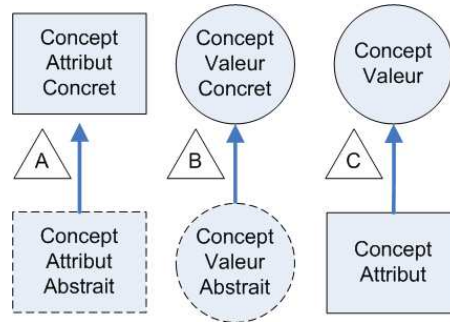 Concept
Attribut
Concret
Concept
Valeur
Concret
Concept
Valeur
A
B
C
Concept
Attribut
Abstrait
Concept
Valeur
Abstrait
Concept
Attribut